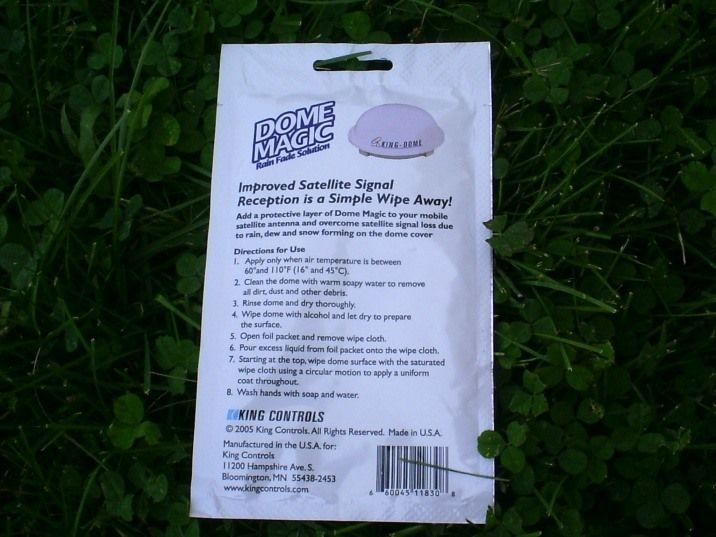 DOME
MAGIC
Rain Fade Solution
KING-DOME
Improved Satellite Signal
Reception is a Simple Wipe Away!
Add a protective layer of Dome Magic to your mobile
satellite antenna and overcome satellite signal loss due
to rain, dew and snow forming on the dome cover
Directions for Use
1. Apply only when air temperature is between
60°and 110°F (16° and 45°C).
2. Clean the dome with warm soapy water to remove
all dirt, dust and other debris.
3. Rinse dome and dry thoroughly.
4. Wipe dome with alcohol and let dry to prepare
the surface.
5. Open foil packet and remove wipe cloth.
6. Pour excess liquid from foil packet onto the wipe cloth.
7. Starting at the top, wipe dome surface with the saturated
wipe cloth using a circular motion to apply a uniform
coat throughout.
8. Wash hands with soap and water.
KING CONTROLS
© 2005 King Controls. All Rights Reserved. Made in U.S.A.
Manufactured in the U.S.A. for:
King Controls
11200 Hampshire Ave. S.
Bloomington, MN 55438-2453
www.kingcontrols.com
6 60045 11830 8